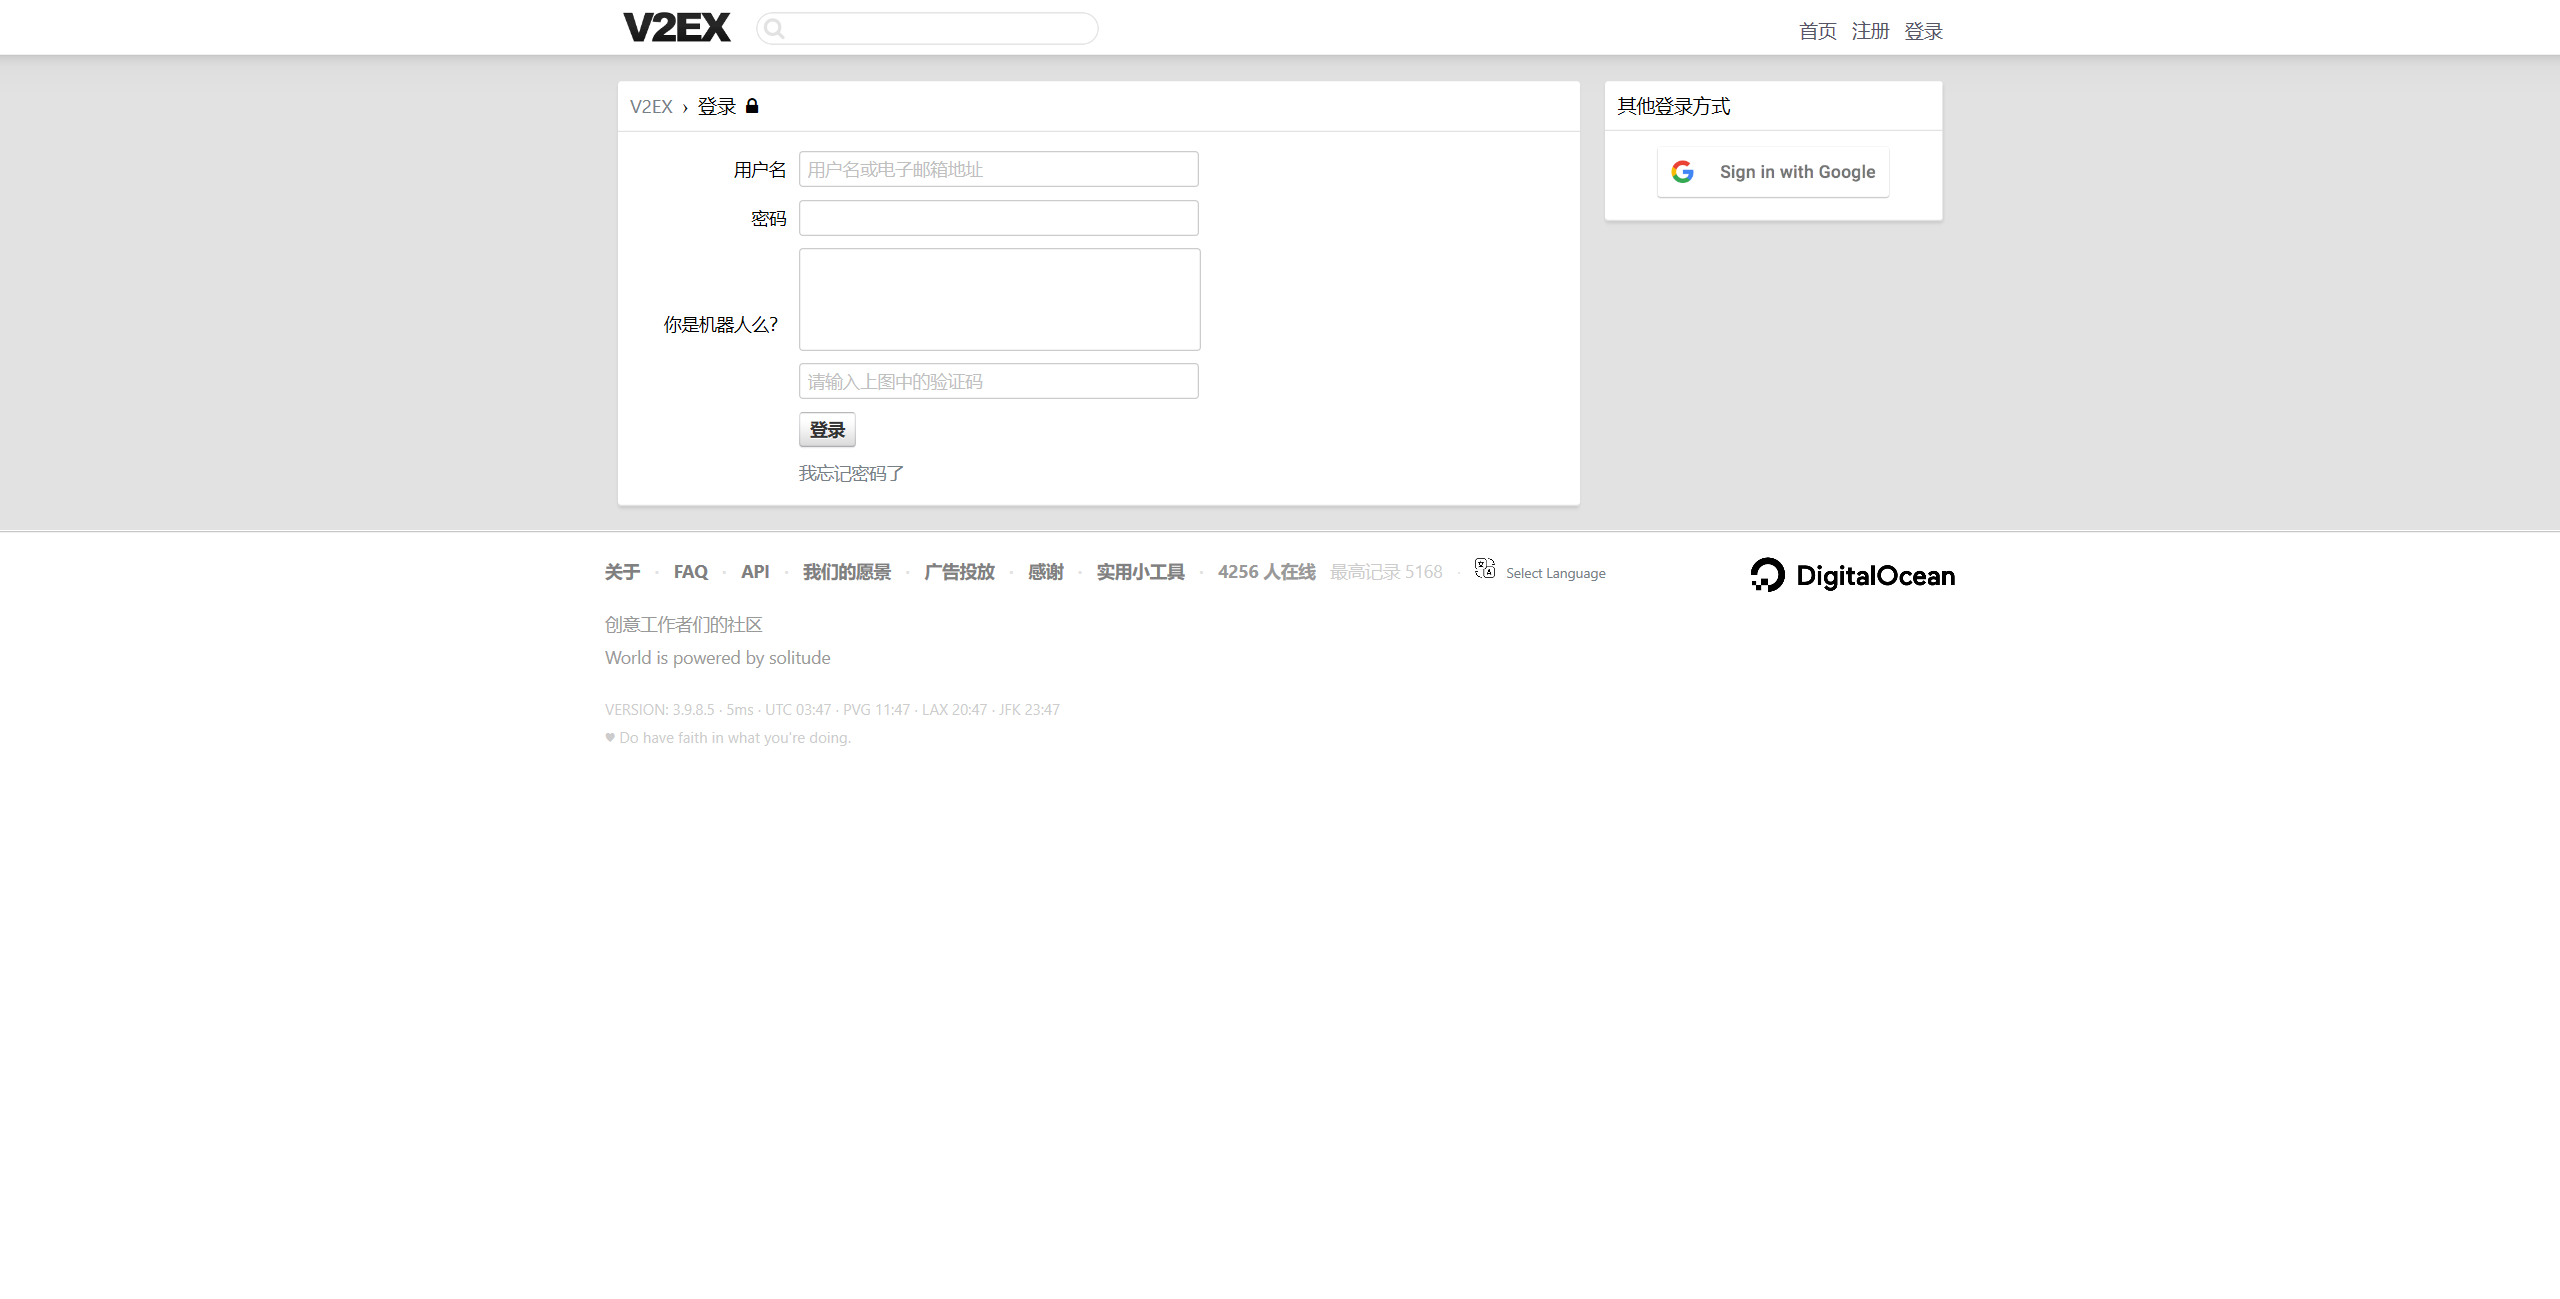 V2EX
首页 注册 登录
V2EX › 登录
用户名 用户名或电子邮箱地址
密码
你是机器人么？
请输入上图中的验证码
登录
我忘记密码了
其他登录方式
Sign in with Google
关于 · FAQ · API · 我们的愿景 · 广告投放 · 感谢 · 实用小工具 · 4256 人在线 最高记录 5168 · Select Language
DigitalOcean
创意工作者们的社区
World is powered by solitude
VERSION: 3.9.8.5 · 5ms · UTC 03:47 · PVG 11:47 · LAX 20:47 · JFK 23:47
♥ Do have faith in what you're doing.